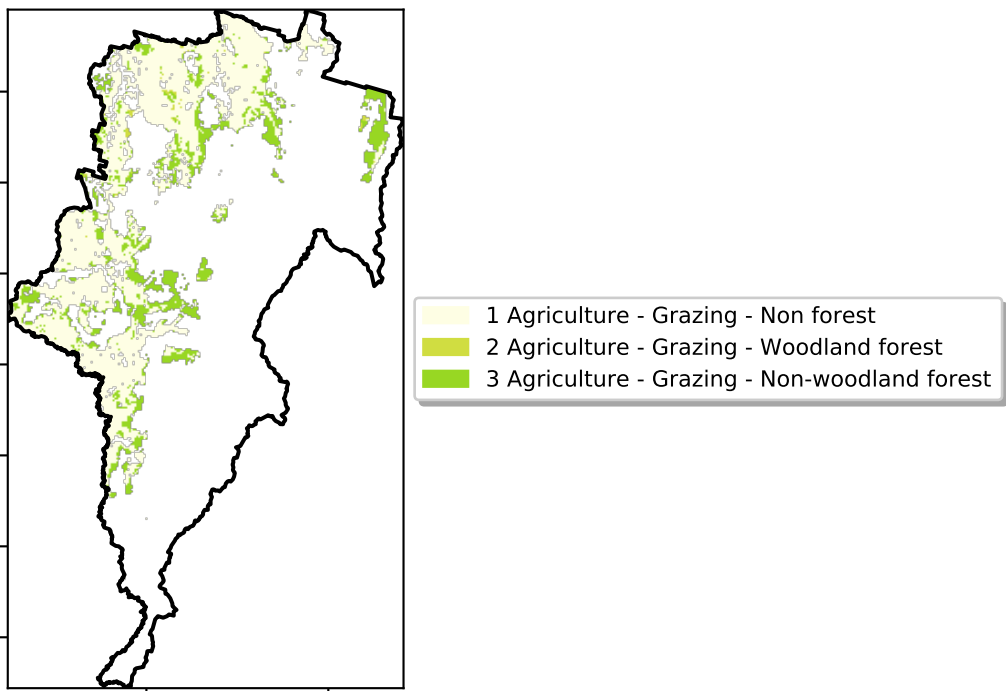 1 Agriculture - Grazing - Non forest
2 Agriculture - Grazing - Woodland forest
3 Agriculture - Grazing - Non-woodland forest